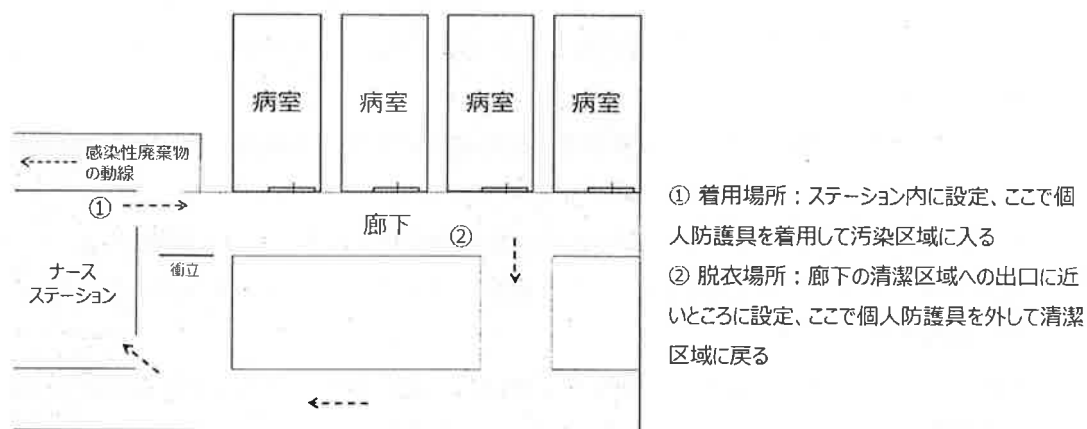 病室
病室
病室
病室
感染性廃棄物
の動線
①
廊下
②
衝立
ナース
ステーション
① 着用場所：ステーション内に設定、ここで個
人防護具を着用して汚染区域に入る
② 脱衣場所：廊下の清潔区域への出口に近
いところに設定、ここで個人防護具を外して清潔
区域に戻る